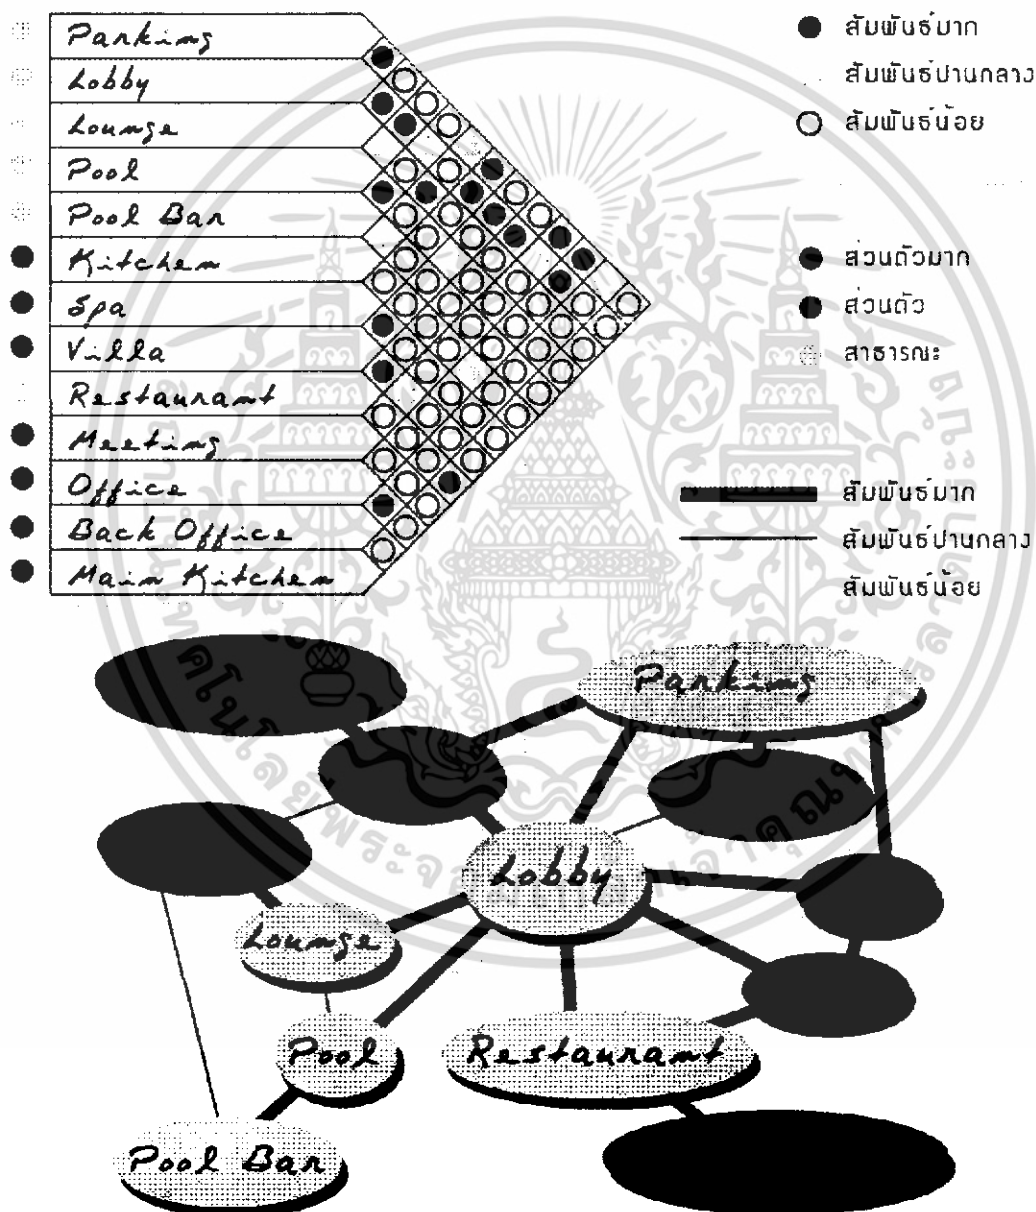 Parking
Lobby
Lounge
Pool
Pool Bar
Kitchen
Spa
Villa
Restaurant
Meeting
Office
Back Office
Main Kitchen
สัมพันธ์มาก
สัมพันธ์ปานกลาง
สัมพันธ์น้อย
ส่วนตัวมาก
ส่วนตัว
สาธารณะ
สัมพันธ์มาก
สัมพันธ์ปานกลาง
สัมพันธ์น้อย
Parking
Lobby
Lounge
Pool
Restaurant
Pool Bar